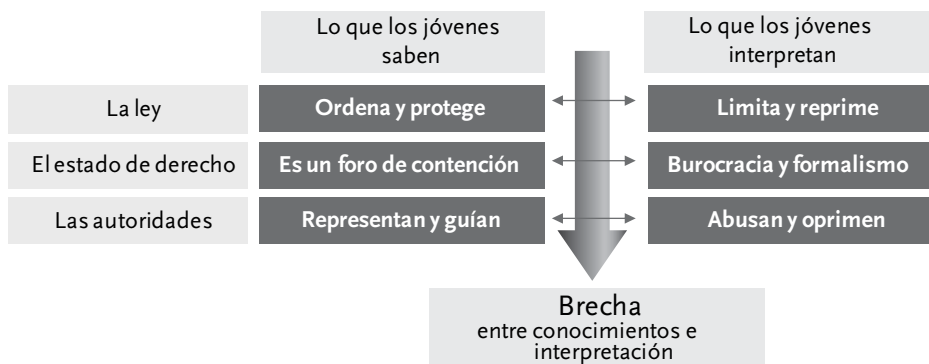 Lo que los jóvenes
saben
Lo que los jóvenes
interpretan
La ley
Ordena y protege
Limita y reprime
El estado de derecho
Es un foro de contención
Burocracia y formalismo
Las autoridades
Representan y guían
Abusan y oprimen
Brecha
entre conocimientos e
interpretación